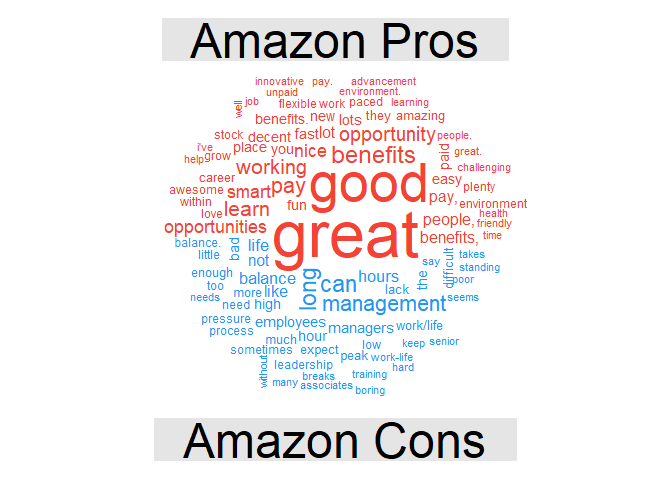 Amazon Pros
innovative pay. advancement
unpaid environment.
well job flexible work paced learning
benefits. new lots they amazing
stock decent fast lot opportunity people.
i've place you nice benefits paid great.
help grow working challenging
career good easy
awesome smart pay plenty
within learn fun pay, environment
love great people, health
opportunities friendly
balance. bad life benefits, time
little not say takes
enough balance long can hours the difficult standing
too lack poor
needs more like management seems
need high
pressure employees managers work/life
process much hour low keep senior
sometimes expect peak work-life
without leadership hard
breaks training
many associates boring
Amazon Cons